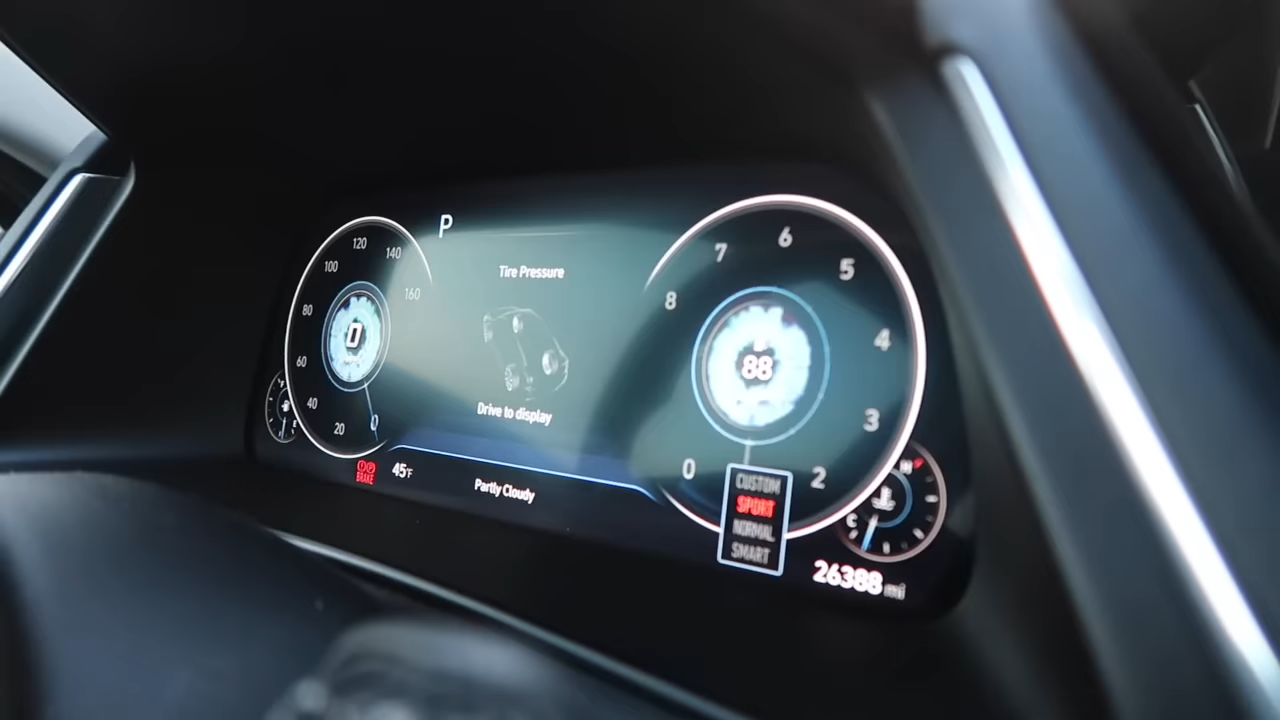 P
Tire Pressure
Drive to display
120
140
100
160
80
60
40
20
0
0
7
6
5
8
4
3
2
0
88
CUSTOM
SPORT
NORMAL
SMART
BRAKE
45°F
Partly Cloudy
C
H
E
26388 mi